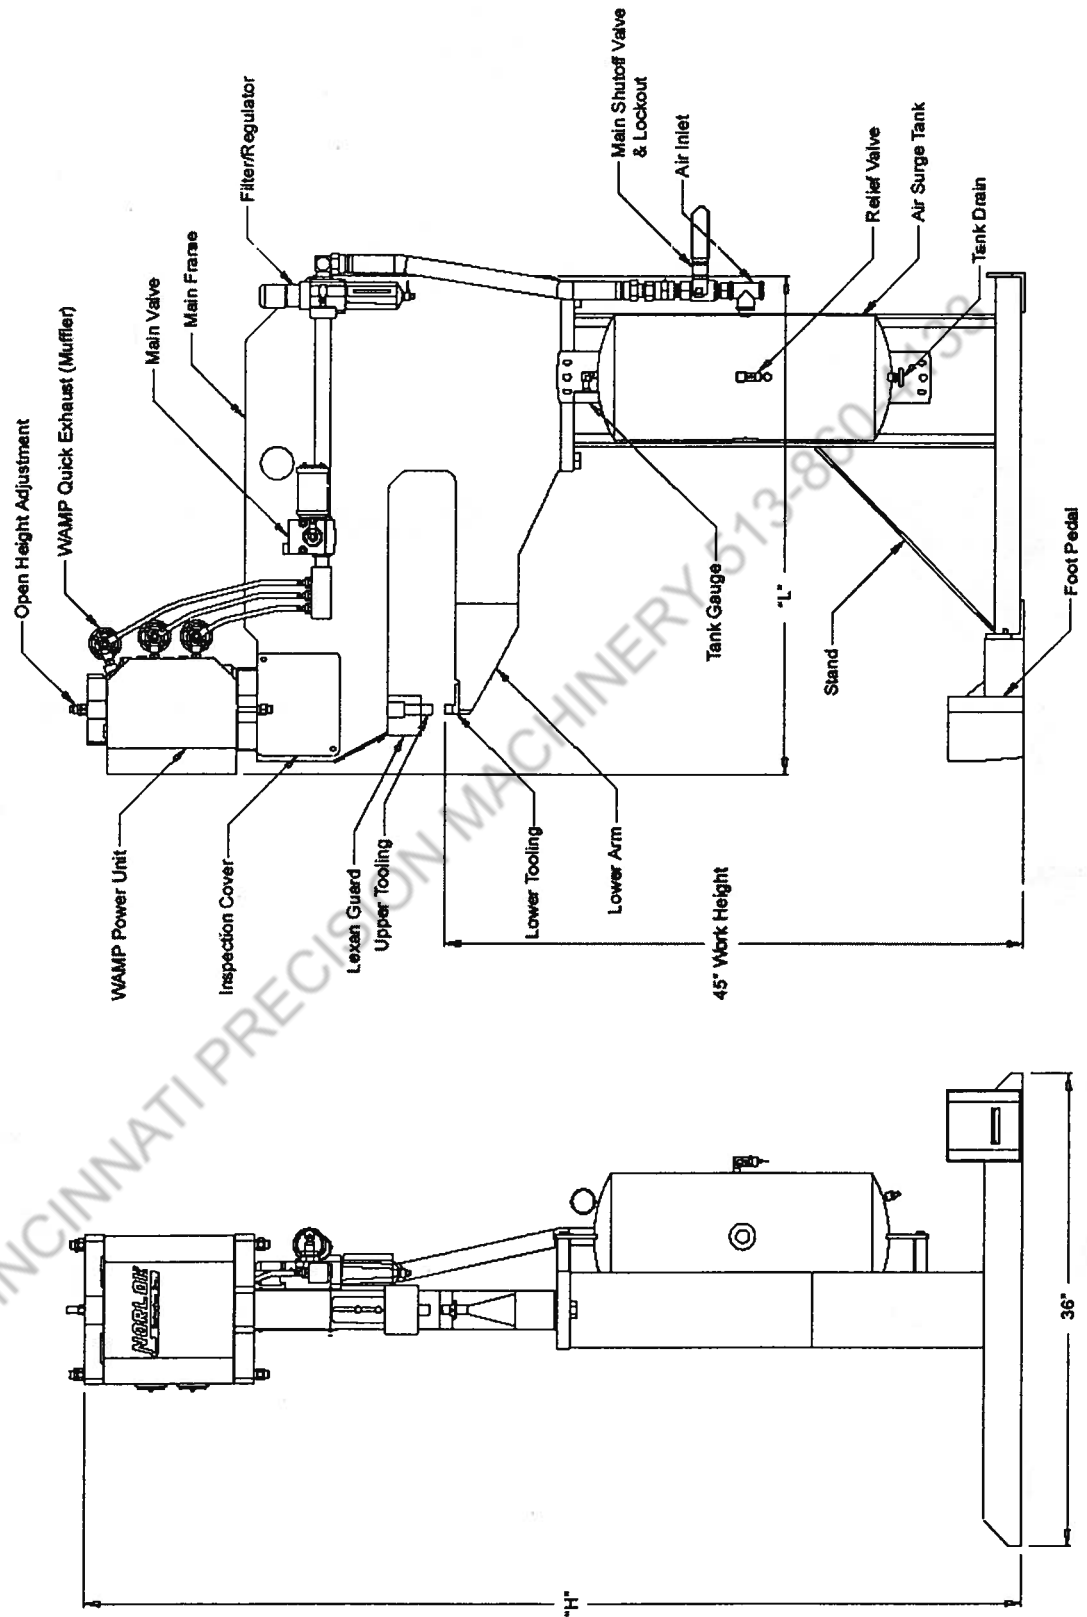 Open Height Adjustment
WAMP Quick Exhaust (Muffler)
Main Valve
Main Frame
Filter/Regulator
Main Shutoff Valve
& Lockout
Air Inlet
Relief Valve
Air Surge Tank
Tank Drain
Foot Pedal
Stand
Tank Gauge
"L"
WAMP Power Unit
Inspection Cover
Lexan Guard
Upper Tooling
Lower Tooling
Lower Arm
45" Work Height
36"
"H"
NORLOK
CINCINNATI PRECISION MACHINERY 513-860-4133